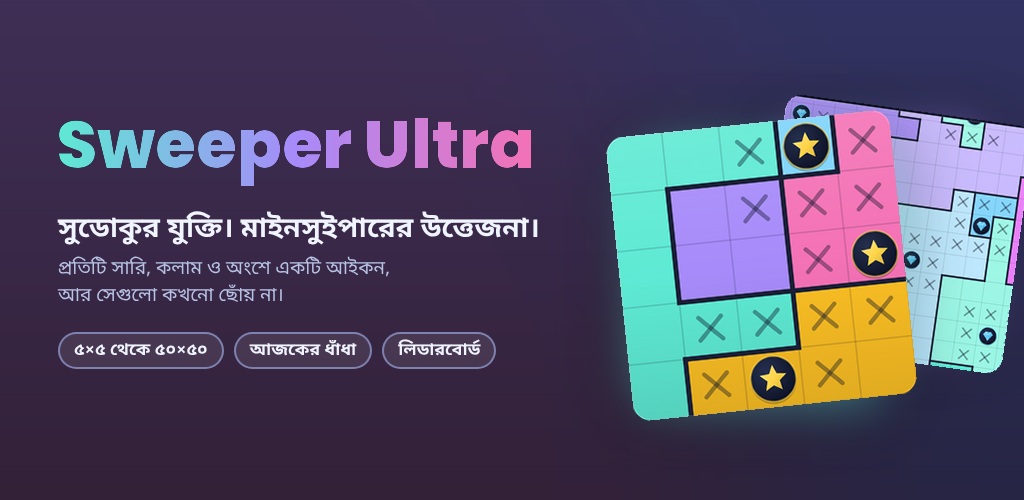 Sweeper Ultra
সুডোকুর যুক্তি। মাইনসুইপারের উত্তেজনা।
প্রতিটি সারি, কলাম ও অংশে একটি আইকন,
আর সেগুলো কখনো ছোঁয় না।
৫×৫ থেকে ৫০×৫০
আজকের ধাঁধা
লিডারবোর্ড